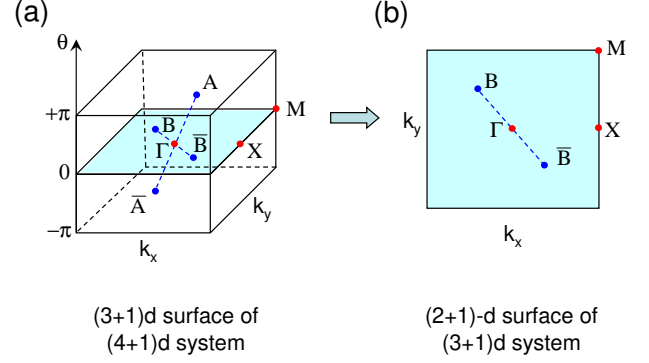 (a)
θ
A
+π
M
B
B̅
Γ
X
0
A̅
k_y
−π
k_x
(3+1)d surface of
(4+1)d system
(b)
M
B
k_y
Γ
X
B̅
k_x
(2+1)-d surface of
(3+1)d system